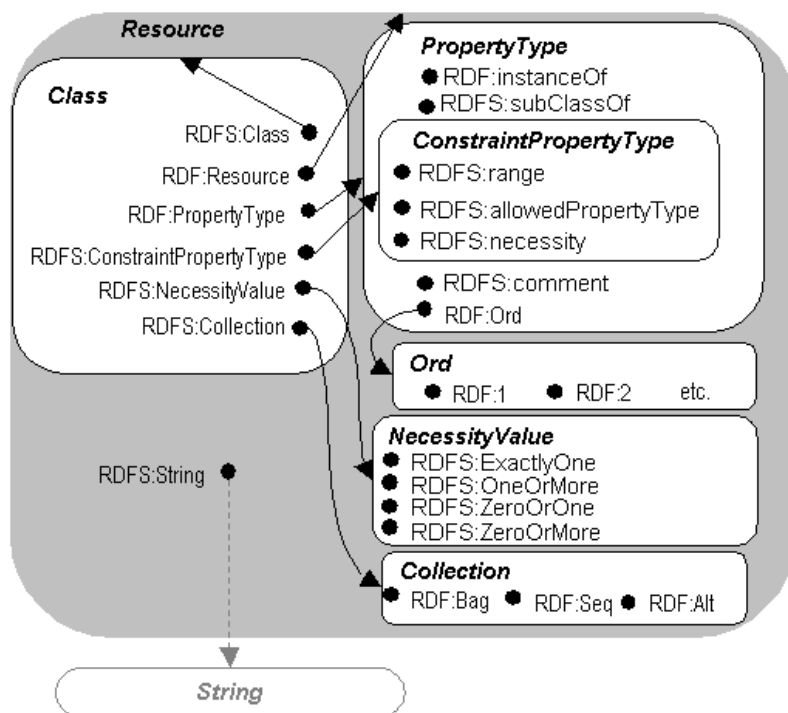 Resource
Class
RDFS:Class
RDF:Resource
RDF:PropertyType
RDFS:ConstraintPropertyType
RDFS:NecessityValue
RDFS:Collection
PropertyType
RDF:instanceOf
RDFS:subClassOf
ConstraintPropertyType
RDFS:range
RDFS:allowedPropertyType
RDFS:necessity
RDFS:comment
RDF:Ord
Ord
RDF:1 RDF:2 etc.
NecessityValue
RDFS:ExactlyOne
RDFS:OneOrMore
RDFS:ZeroOrOne
RDFS:ZeroOrMore
Collection
RDF:Bag RDF:Seq RDF:Alt
RDFS:String
String